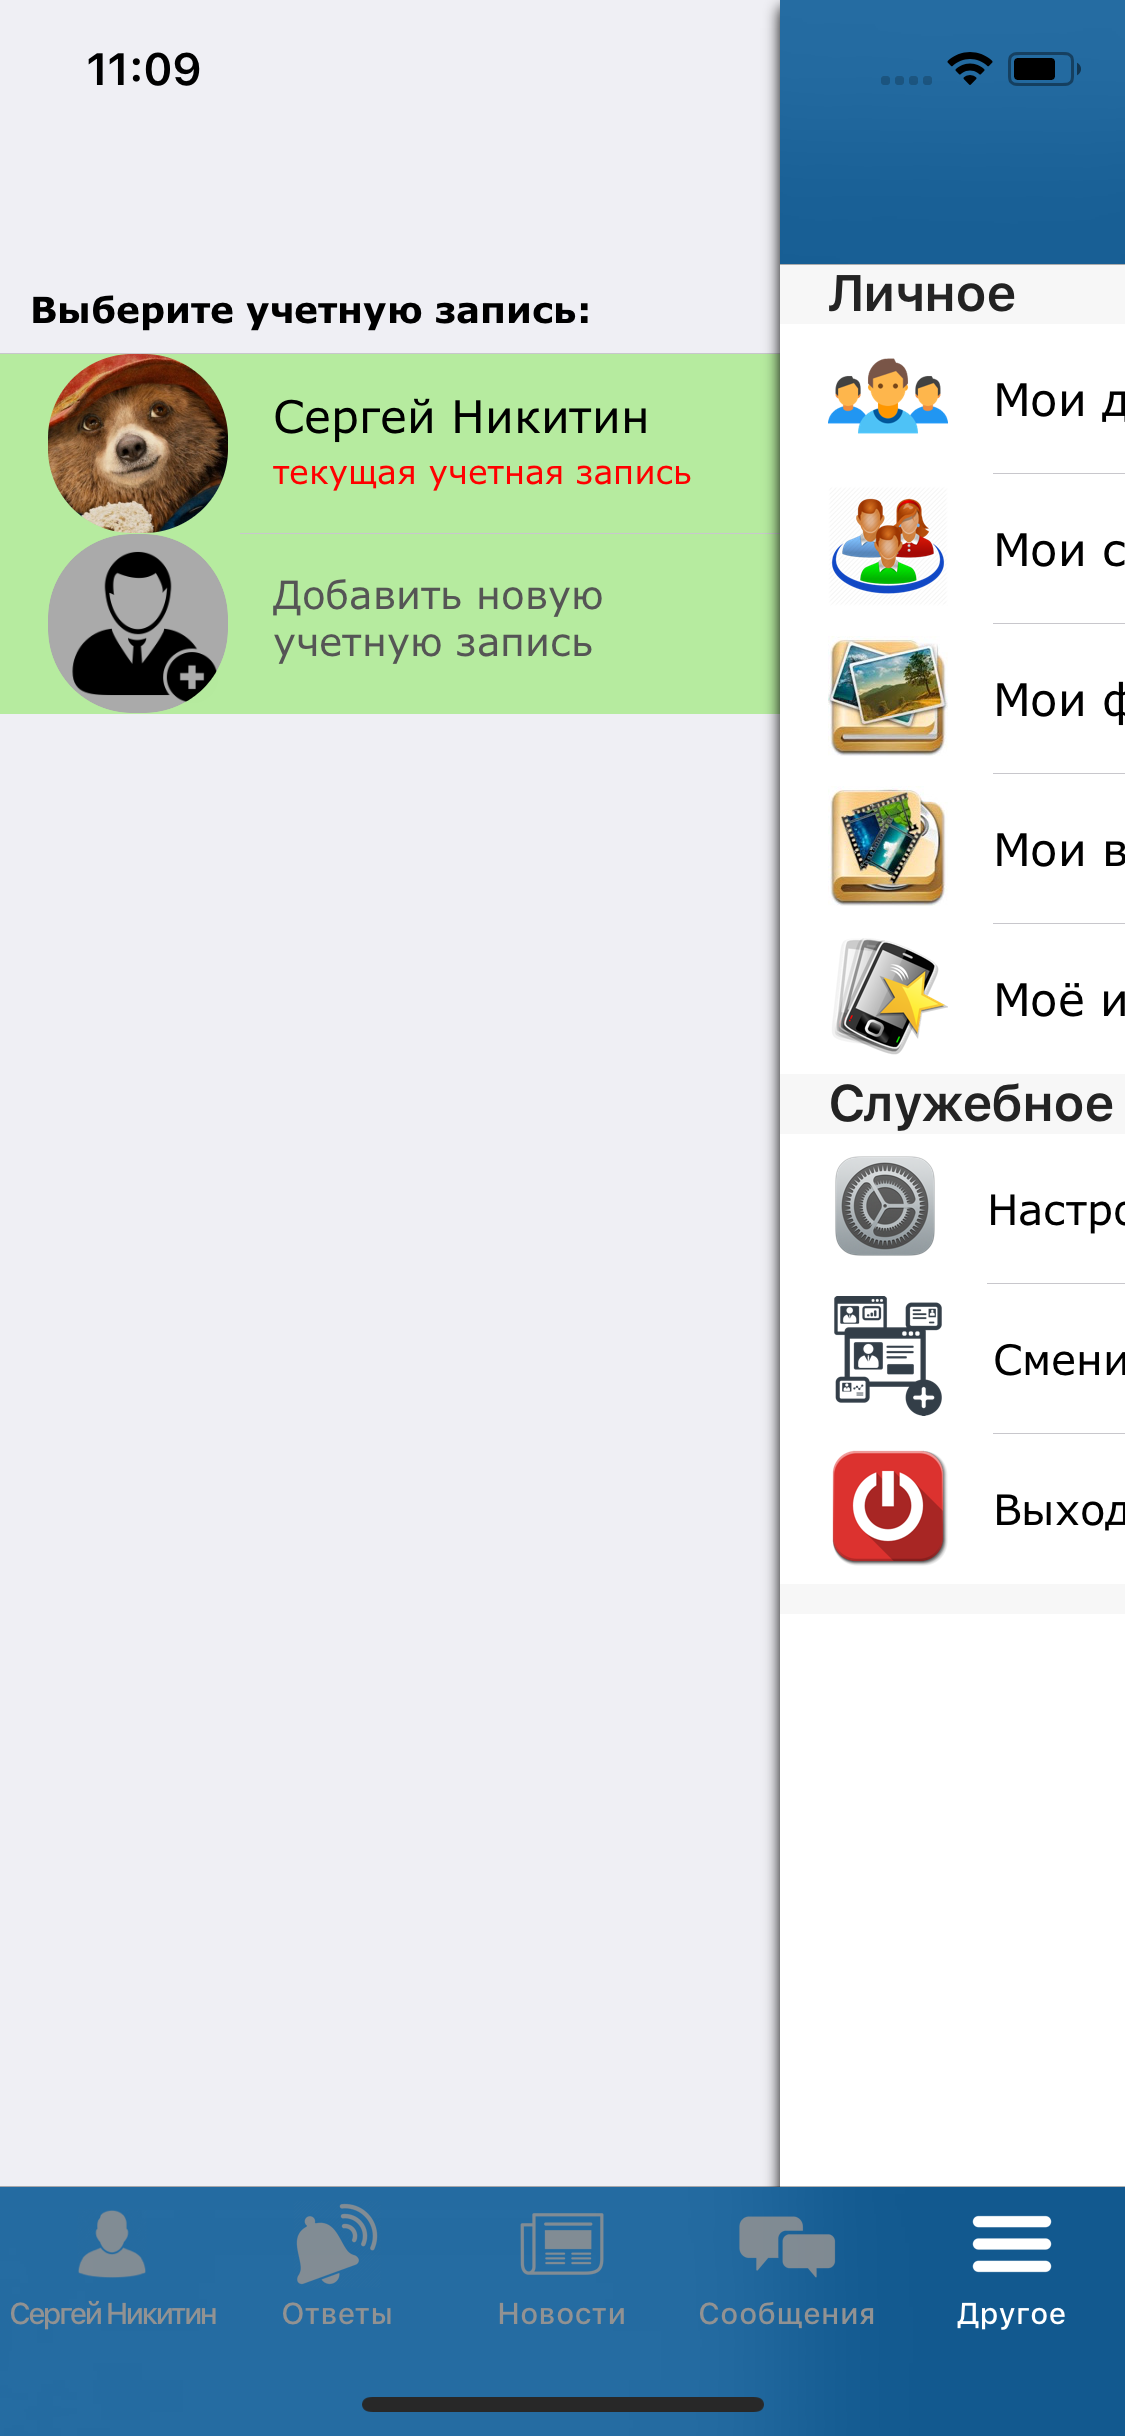 11:09
Выберите учетную запись:
Сергей Никитин
текущая учетная запись
Добавить новую
учетную запись
Личное
Мои
Мои
Мои
Мои
Моё
Служебное
Настро
Смени
Выход
Сергей Никитин
Ответы
Новости
Сообщения
Другое